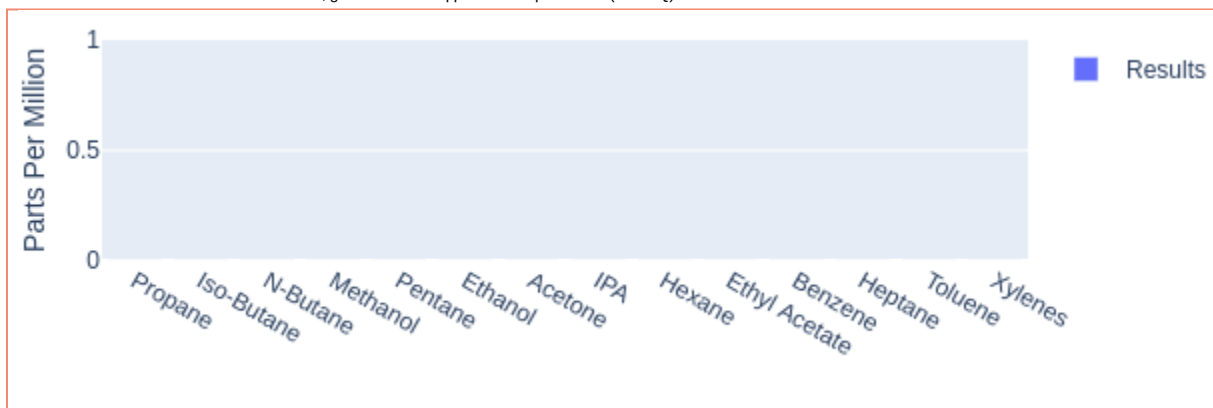 1
0.5
0
Parts Per Million
Results
Propane
Iso-Butane
N-Butane
Methanol
Pentane
Ethanol
Acetone
IPA
Hexane
Ethyl Acetate
Benzene
Heptane
Toluene
Xylenes